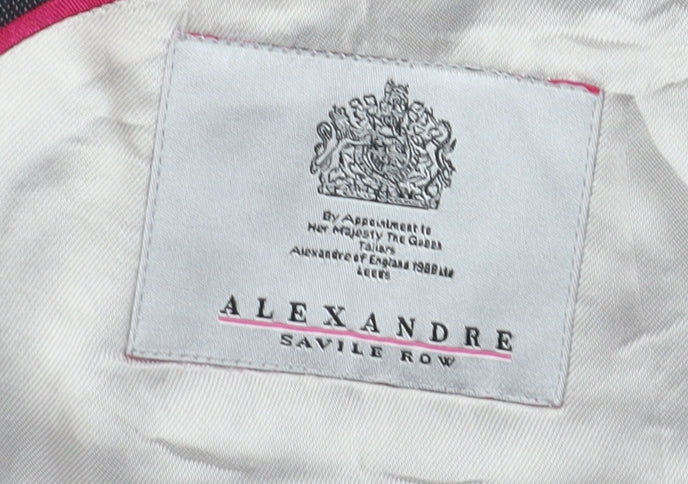 By Appointment to
Her Majesty The Queen
Tailors
Alexandre of England 1988 Ltd
Leeds
ALEXANDRE
SAVILE ROW